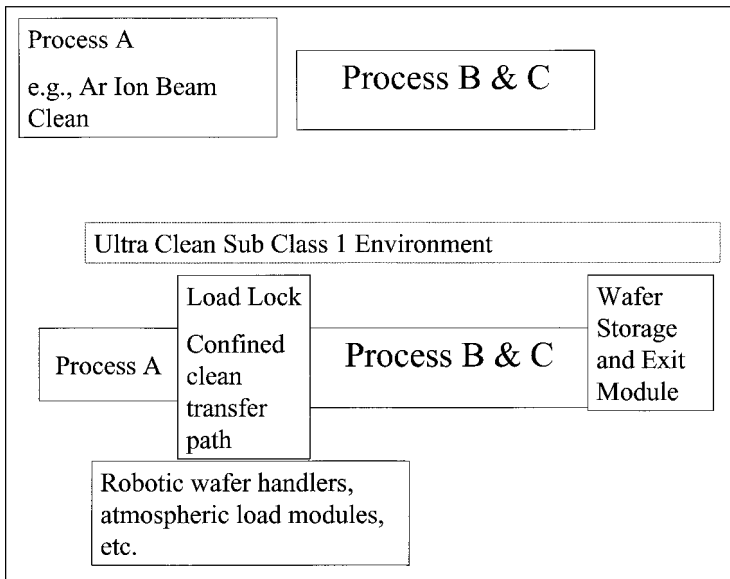 Process A
e.g., Ar Ion Beam
Clean
Process B & C
Ultra Clean Sub Class 1 Environment
Process A
Load Lock
Confined
clean
transfer
path
Process B & C
Wafer
Storage
and Exit
Module
Robotic wafer handlers,
atmospheric load modules,
etc.